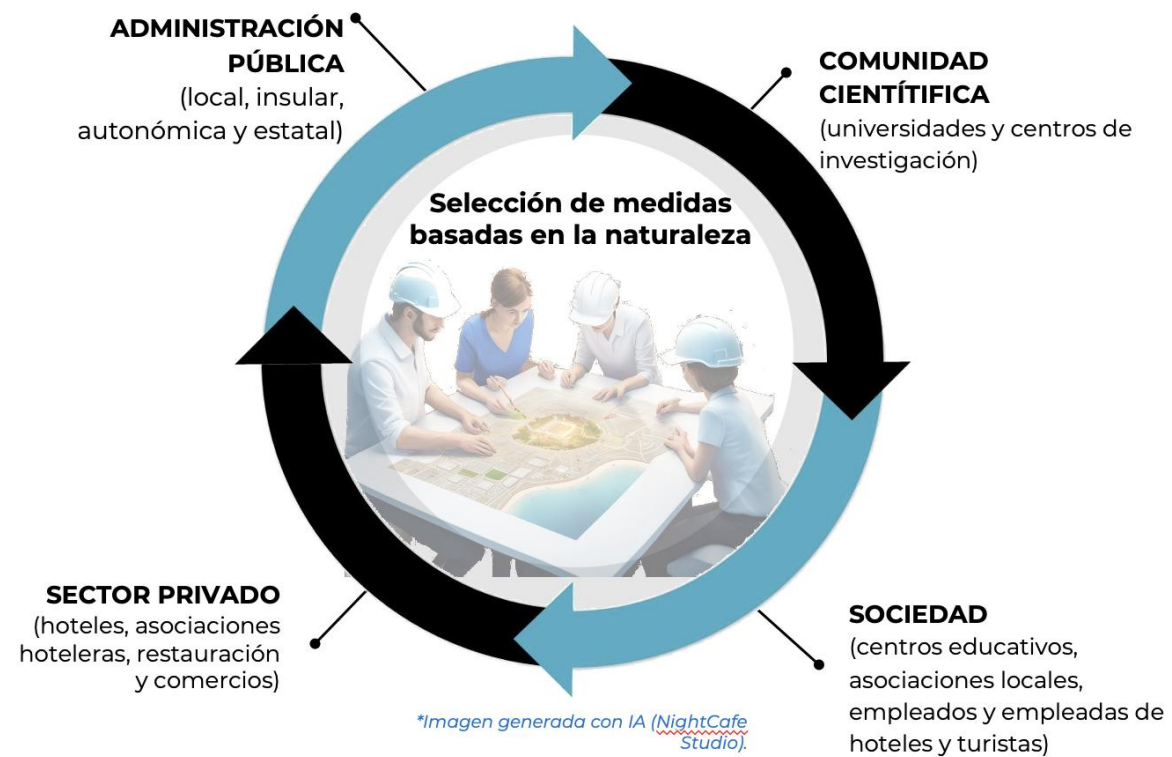 ADMINISTRACIÓN
PÚBLICA
(local, insular,
autonómica y estatal)
COMUNIDAD
CIENTÍTIFICA
(universidades y centros de
investigación)
Selección de medidas
basadas en la naturaleza
SECTOR PRIVADO
(hoteles, asociaciones
hoteleras, restauración
y comercios)
SOCIEDAD
(centros educativos,
asociaciones locales,
empleados y empleadas de
hoteles y turistas)
*Imagen generada con IA (NightCafe
Studio).